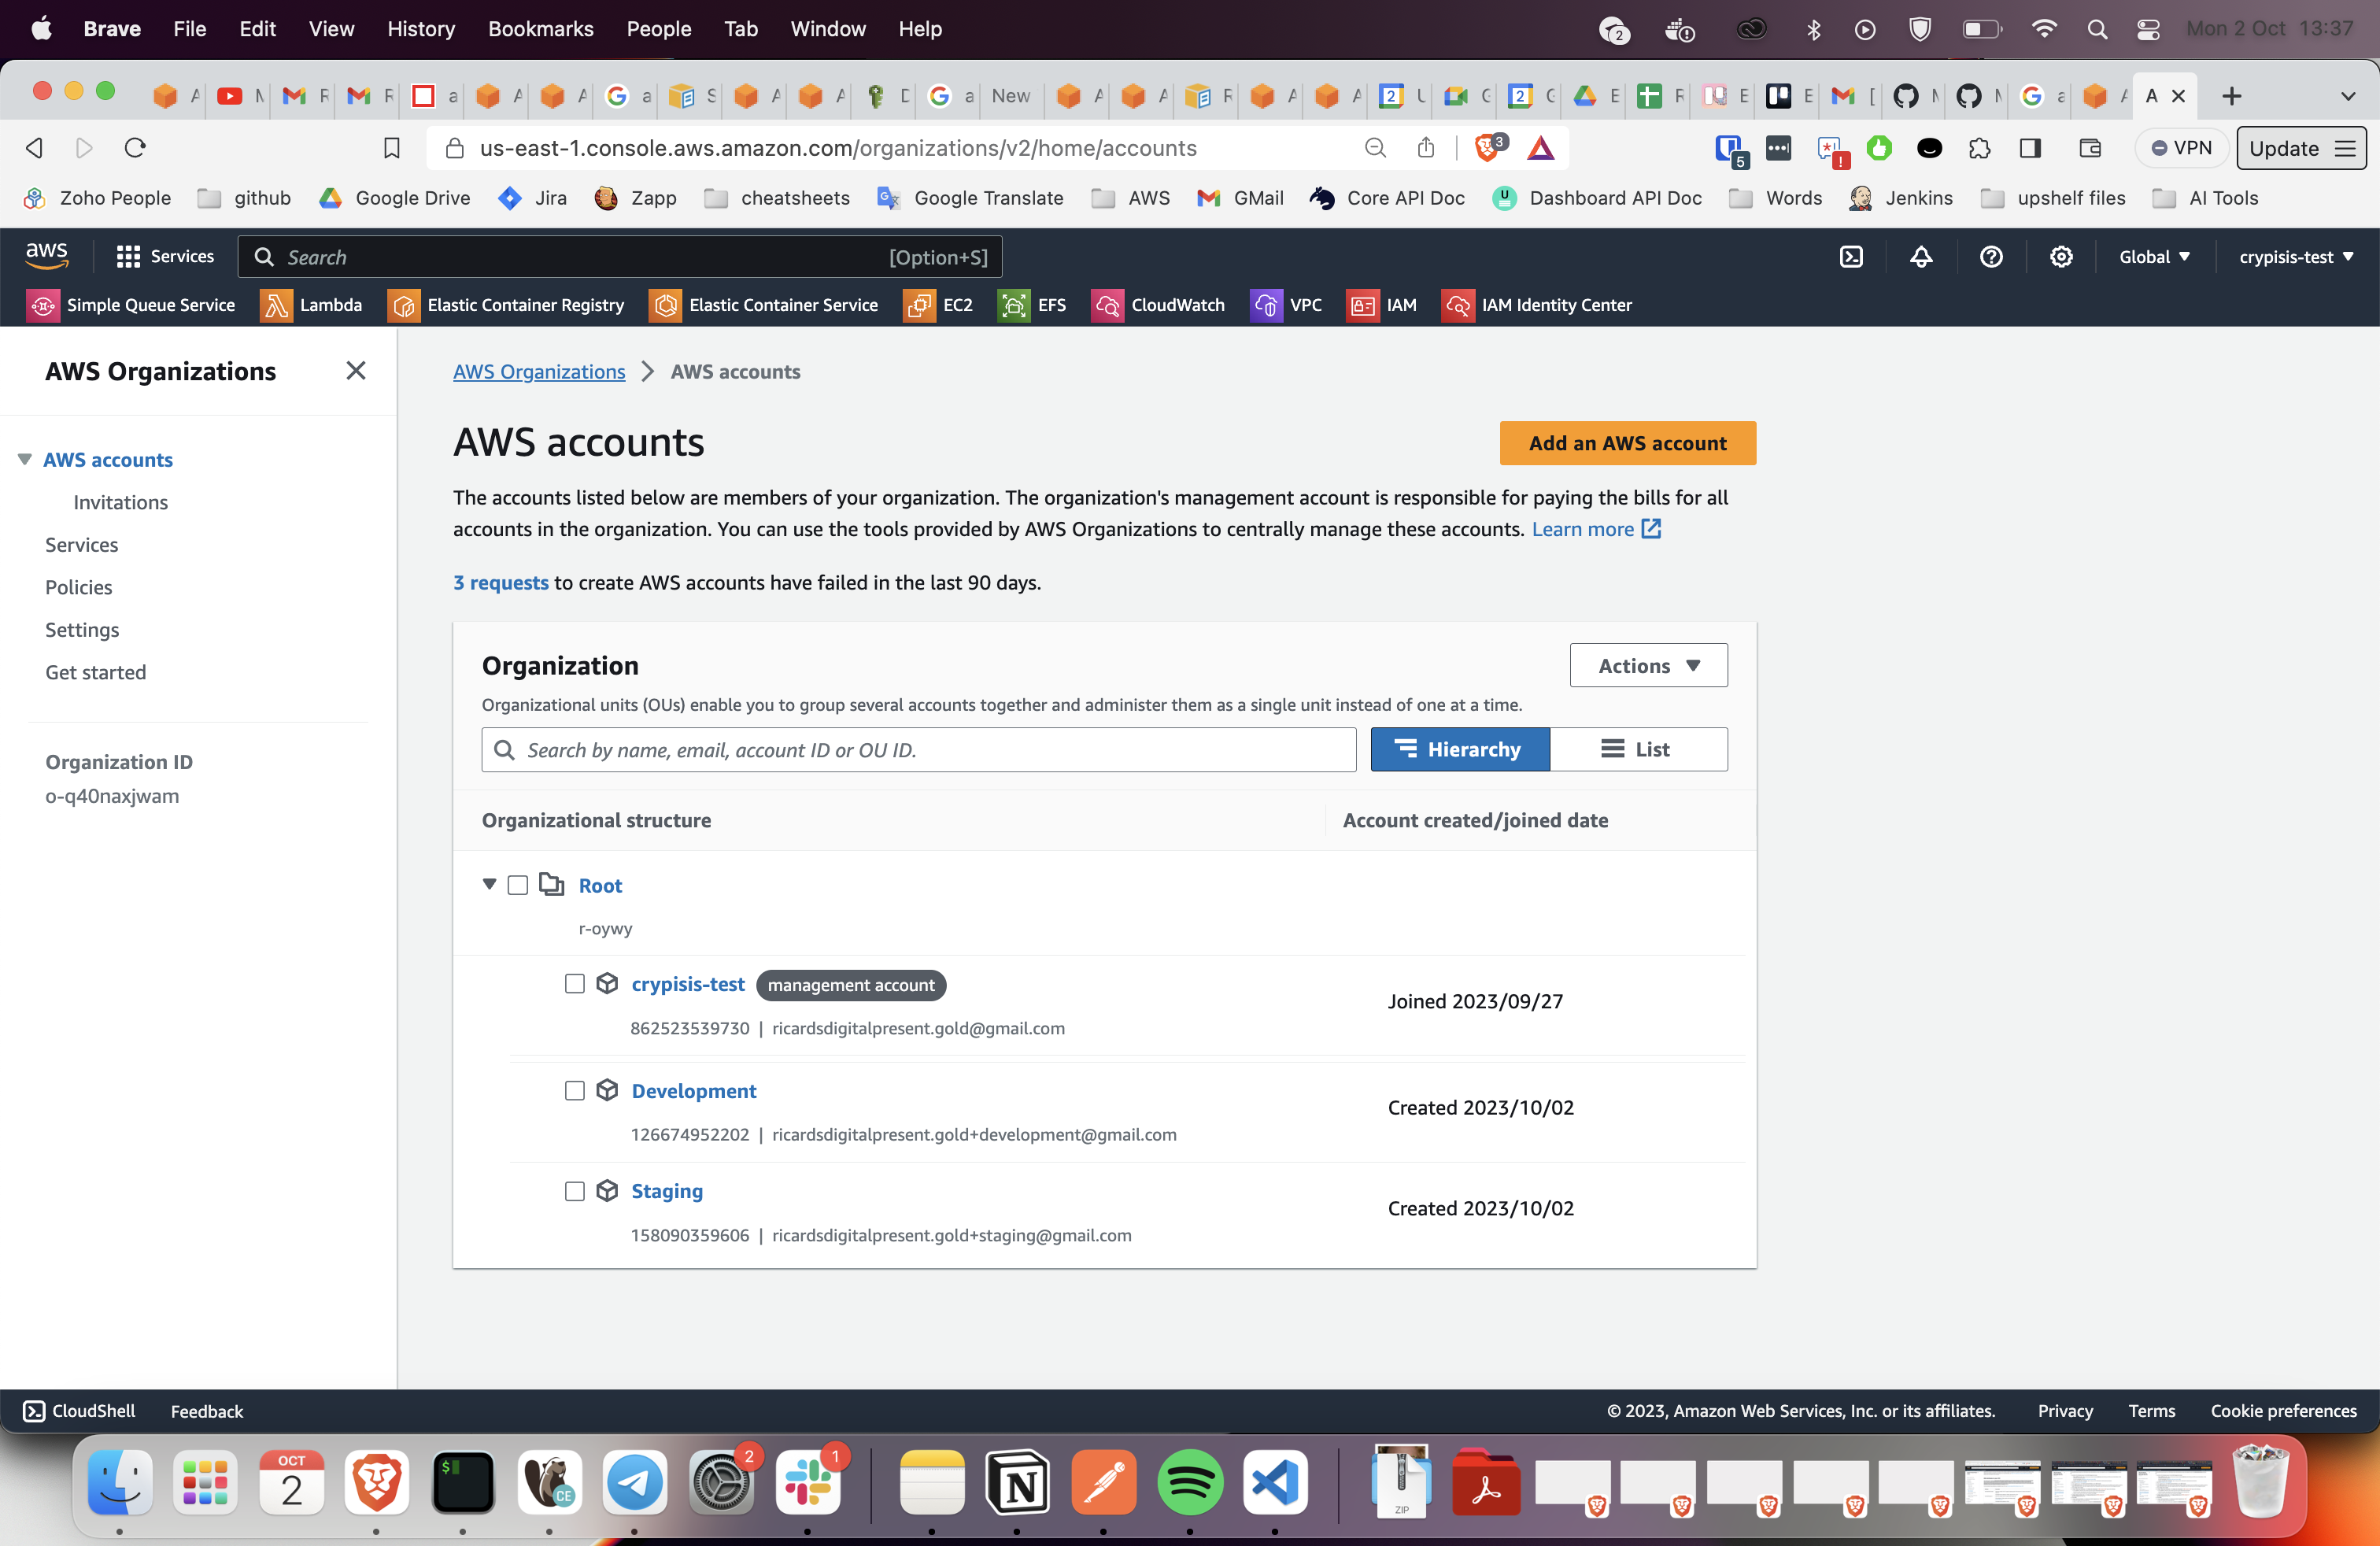 Brave File Edit View History Bookmarks People Tab Window Help
2
Mon 2 Oct 13:37
New
A
us-east-1.console.aws.amazon.com/organizations/v2/home/accounts
3
5
VPN
Update
Zoho People github Google Drive Jira Zapp cheatsheets Google Translate AWS GMail Core API Doc Dashboard API Doc Words Jenkins upshelf files AI Tools
aws Services Search [Option+S] Global crypisis-test
Simple Queue Service Lambda Elastic Container Registry Elastic Container Service EC2 EFS CloudWatch VPC IAM IAM Identity Center
AWS Organizations
AWS accounts
Invitations
Services
Policies
Settings
Get started
Organization ID
o-q40naxjwam
AWS Organizations > AWS accounts
AWS accounts
Add an AWS account
The accounts listed below are members of your organization. The organization's management account is responsible for paying the bills for all
accounts in the organization. You can use the tools provided by AWS Organizations to centrally manage these accounts. Learn more
3 requests to create AWS accounts have failed in the last 90 days.
Organization
Actions
Organizational units (OUs) enable you to group several accounts together and administer them as a single unit instead of one at a time.
Search by name, email, account ID or OU ID.
Hierarchy
List
Organizational structure
Account created/joined date
Root
r-oywy
crypisis-test management account
Joined 2023/09/27
862523539730 | ricardsdigitalpresent.gold@gmail.com
Development
Created 2023/10/02
126674952202 | ricardsdigitalpresent.gold+development@gmail.com
Staging
Created 2023/10/02
158090359606 | ricardsdigitalpresent.gold+staging@gmail.com
CloudShell Feedback © 2023, Amazon Web Services, Inc. or its affiliates. Privacy Terms Cookie preferences
OCT
2
$
CE
2
1
ZIP